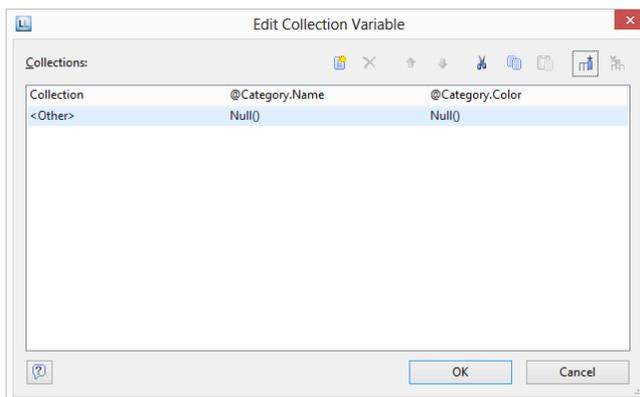 Edit Collection Variable
Collections:
Collection @Category.Name @Category.Color
<Other> Null() Null()
OK Cancel